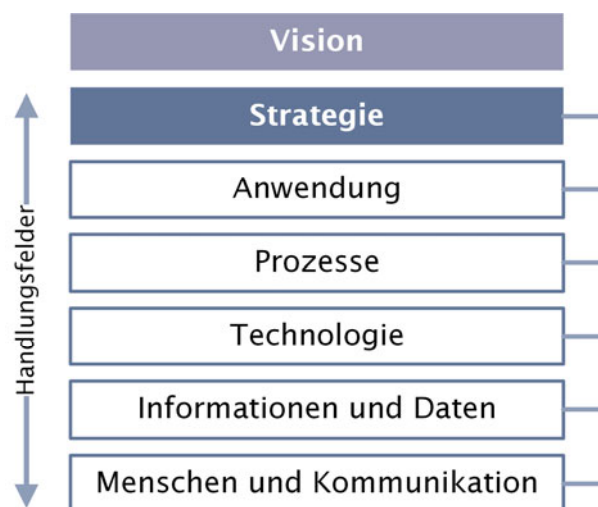 Vision
Strategie
Anwendung
Prozesse
Technologie
Informationen und Daten
Menschen und Kommunikation
Handlungsfelder